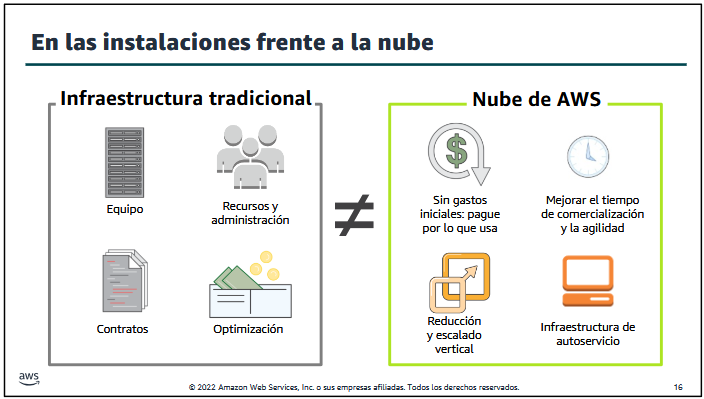 En las instalaciones frente a la nube
Infraestructura tradicional
Equipo
Recursos y
administración
Contratos
Optimización
≠
Nube de AWS
$
Sin gastos
iniciales: pague
por lo que usa
Mejorar el tiempo
de comercialización
y la agilidad
Reducción
y escalado
vertical
Infraestructura de
autoservicio
aws
© 2022 Amazon Web Services, Inc. o sus empresas afiliadas. Todos los derechos reservados.
16